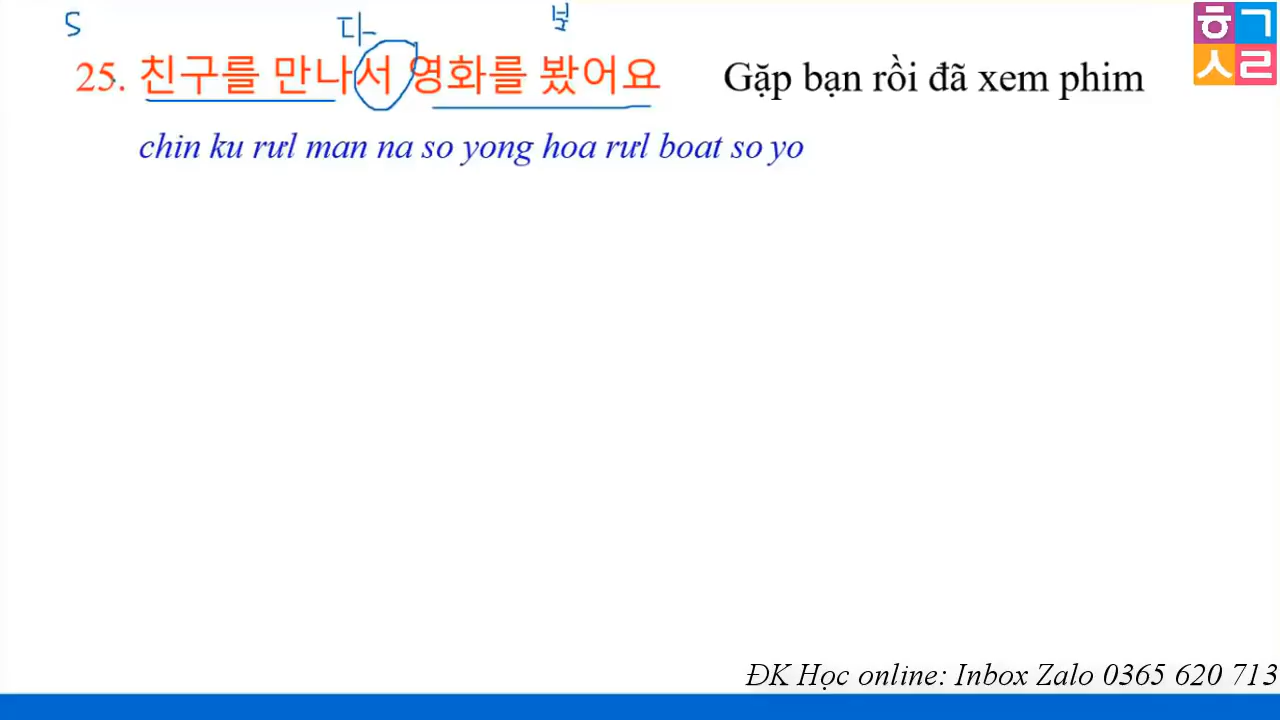 S 다 보
25. 친구를 만나서 영화를 봤어요 Gặp bạn rồi đã xem phim
chin ku rưl man na so yong hoa rưl boat so yo
ㅎㄱ
ㅅㄹ
ĐK Học online: Inbox Zalo 0365 620 713